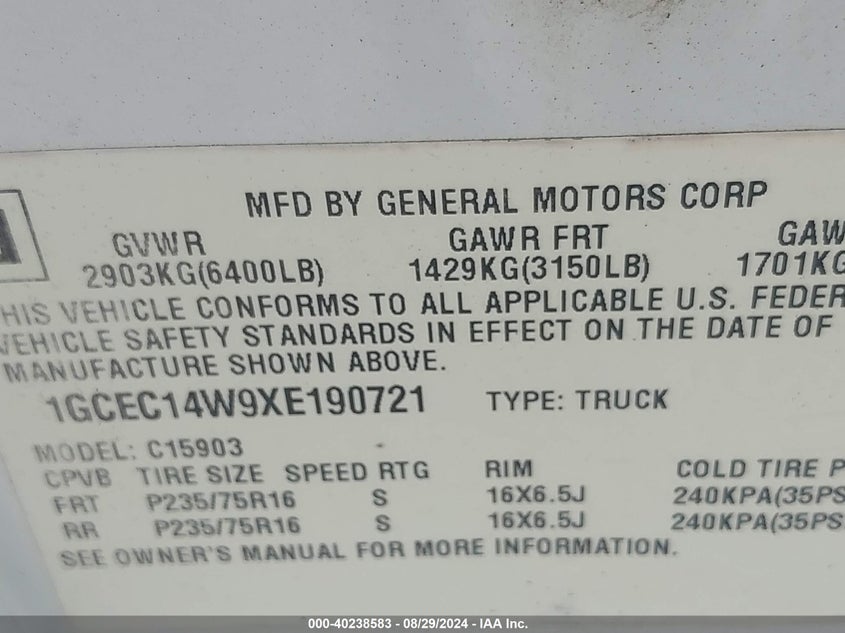 MFD BY GENERAL MOTORS CORP
GVWR GAWR FRT GAW
2903KG(6400LB) 1429KG(3150LB) 1701KG
HIS VEHICLE CONFORMS TO ALL APPLICABLE U.S. FEDER
VEHICLE SAFETY STANDARDS IN EFFECT ON THE DATE OF
MANUFACTURE SHOWN ABOVE.
1GCEC14W9XE190721 TYPE: TRUCK
MODEL: C15903
CPVB TIRE SIZE SPEED RTG RIM COLD TIRE P
FRT P235/75R16 S 16X6.5J 240KPA(35PS
RR P235/75R16 S 16X6.5J 240KPA(35PS
SEE OWNER'S MANUAL FOR MORE INFORMATION.
000-40238583 - 08/29/2024 - IAA Inc.